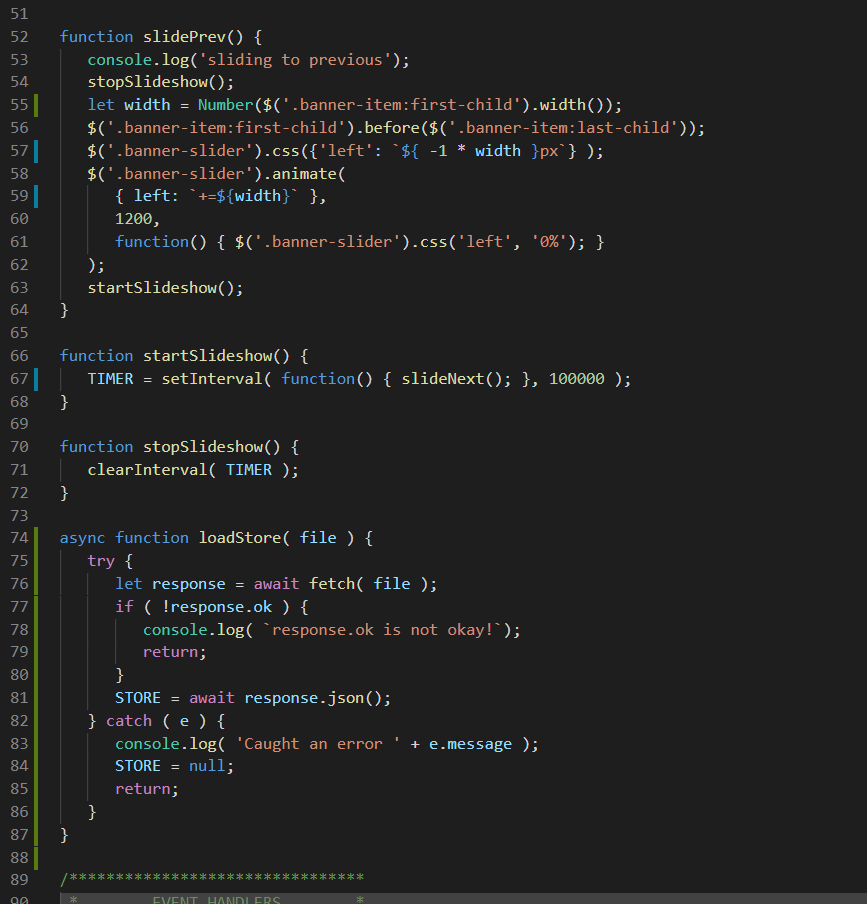 51
52 function slidePrev() {
53 console.log('sliding to previous');
54 stopSlideshow();
55 let width = Number($('.banner-item:first-child').width());
56 $('.banner-item:first-child').before($('.banner-item:last-child'));
57 $('.banner-slider').css({'left': `${ -1 * width }px`} );
58 $('.banner-slider').animate(
59 { left: `+=${width}` },
60 1200,
61 function() { $('.banner-slider').css('left', '0%'); }
62 );
63 startSlideshow();
64 }
65
66 function startSlideshow() {
67 TIMER = setInterval( function() { slideNext(); }, 100000 );
68 }
69
70 function stopSlideshow() {
71 clearInterval( TIMER );
72 }
73
74 async function loadStore( file ) {
75 try {
76 let response = await fetch( file );
77 if ( !response.ok ) {
78 console.log( `response.ok is not okay!`);
79 return;
80 }
81 STORE = await response.json();
82 } catch ( e ) {
83 console.log( 'Caught an error ' + e.message );
84 STORE = null;
85 return;
86 }
87 }
88
89 /********************************
90 * EVENT HANDLERS *